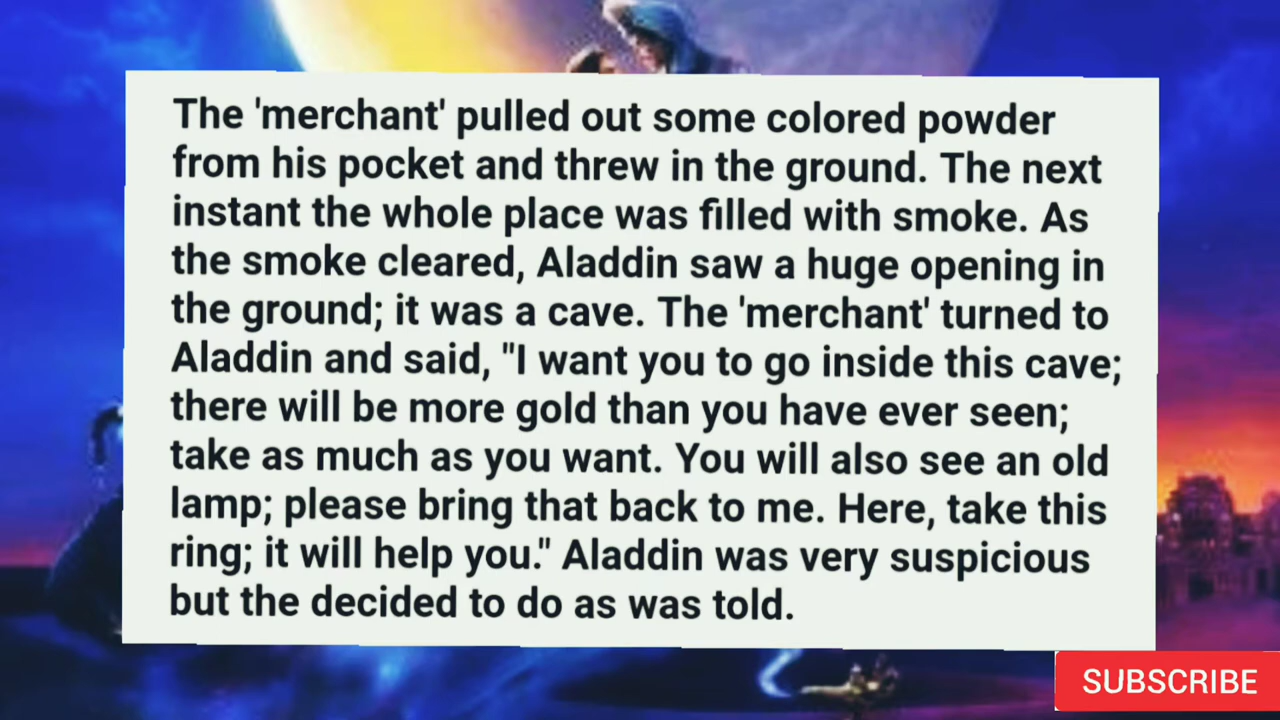 The 'merchant' pulled out some colored powder
from his pocket and threw in the ground. The next
instant the whole place was filled with smoke. As
the smoke cleared, Aladdin saw a huge opening in
the ground; it was a cave. The 'merchant' turned to
Aladdin and said, "I want you to go inside this cave;
there will be more gold than you have ever seen;
take as much as you want. You will also see an old
lamp; please bring that back to me. Here, take this
ring; it will help you." Aladdin was very suspicious
but the decided to do as was told.
SUBSCRIBE